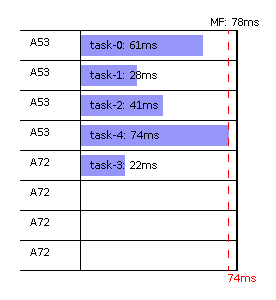 MF: 78ms
A53 task-0: 61ms
A53 task-1: 28ms
A53 task-2: 41ms
A53 task-4: 74ms
A72 task-3: 22ms
A72
A72
A72
74ms